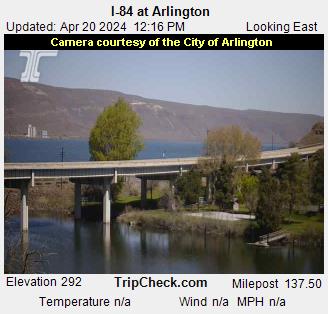 I-84 at Arlington
Updated: Apr 20 2024 12:16 PM Looking East
Camera courtesy of the City of Arlington
Elevation 292 TripCheck.com Milepost 137.50
Temperature n/a Wind n/a MPH n/a